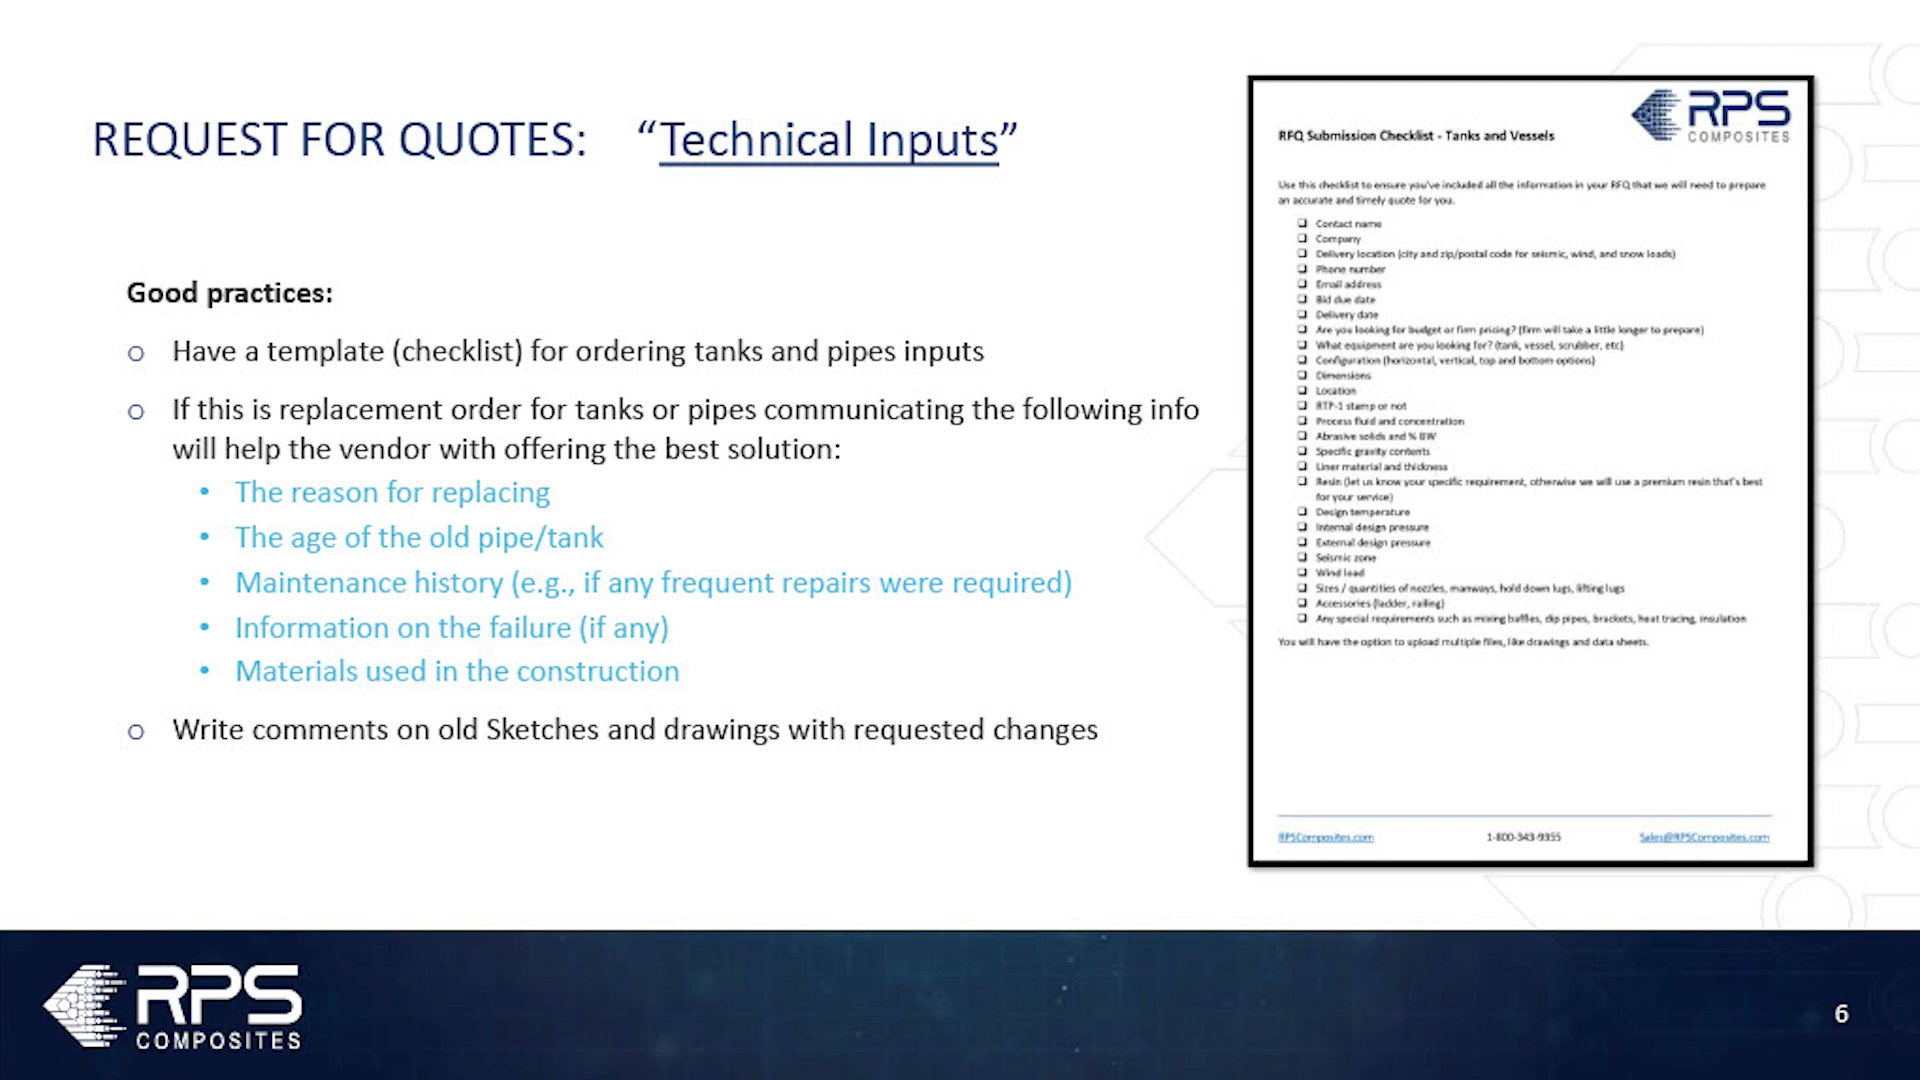 REQUEST FOR QUOTES: “Technical Inputs”
Good practices:
o Have a template (checklist) for ordering tanks and pipes inputs
o If this is replacement order for tanks or pipes communicating the following info
will help the vendor with offering the best solution:
• The reason for replacing
• The age of the old pipe/tank
• Maintenance history (e.g., if any frequent repairs were required)
• Information on the failure (if any)
• Materials used in the construction
o Write comments on old Sketches and drawings with requested changes
RPS
COMPOSITES
RFQ Submission Checklist - Tanks and Vessels
Use this checklist to ensure you've included all the information in your RFQ that we will need to prepare
an accurate and timely quote for you.
❑ Contact name
❑ Company
❑ Delivery location (city and zip/postal code for seismic, wind, and snow loads)
❑ Phone number
❑ Email address
❑ Bid due date
❑ Delivery date
❑ Are you looking for budget or firm pricing? (firm will take a little longer to prepare)
❑ What equipment are you looking for? (tank, vessel, scrubber, etc)
❑ Configuration (horizontal, vertical, top and bottom options)
❑ Dimensions
❑ Location
❑ RTP-1 stamp or not
❑ Process fluid and concentration
❑ Abrasive solids and % BW
❑ Specific gravity contents
❑ Liner material and thickness
❑ Resin (let us know your specific requirement, otherwise we will use a premium resin that's best
for your service)
❑ Design temperature
❑ Internal design pressure
❑ External design pressure
❑ Seismic zone
❑ Wind load
❑ Sizes / quantities of nozzles, manways, hold down lugs, lifting lugs
❑ Accessories (ladder, railing)
❑ Any special requirements such as mixing baffles, dip pipes, brackets, heat tracing, insulation
You will have the option to upload multiple files, like drawings and data sheets.
RPSComposites.com 1-800-343-9355 Sales@RPSComposites.com
RPS
COMPOSITES
6